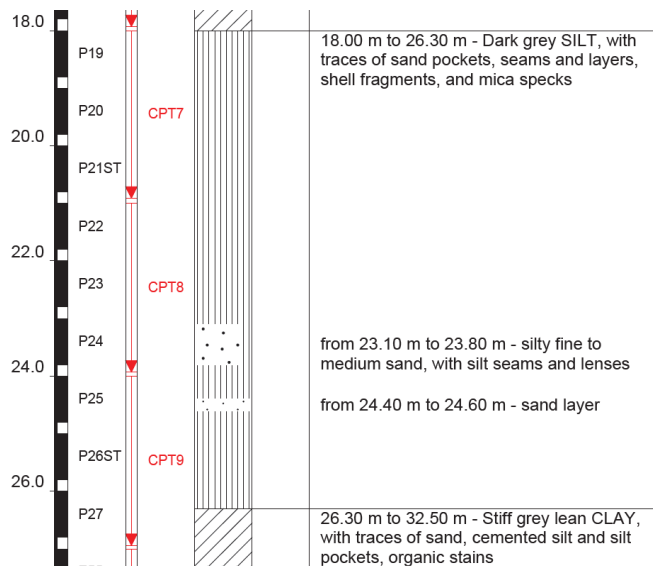 18.0
18.00 m to 26.30 m - Dark grey SILT, with
traces of sand pockets, seams and layers,
shell fragments, and mica specks
P19
P20
CPT7
20.0
P21ST
P22
22.0
P23
CPT8
P24
from 23.10 m to 23.80 m - silty fine to
medium sand, with silt seams and lenses
24.0
P25
from 24.40 m to 24.60 m - sand layer
P26ST
CPT9
26.0
P27
26.30 m to 32.50 m - Stiff grey lean CLAY,
with traces of sand, cemented silt and silt
pockets, organic stains